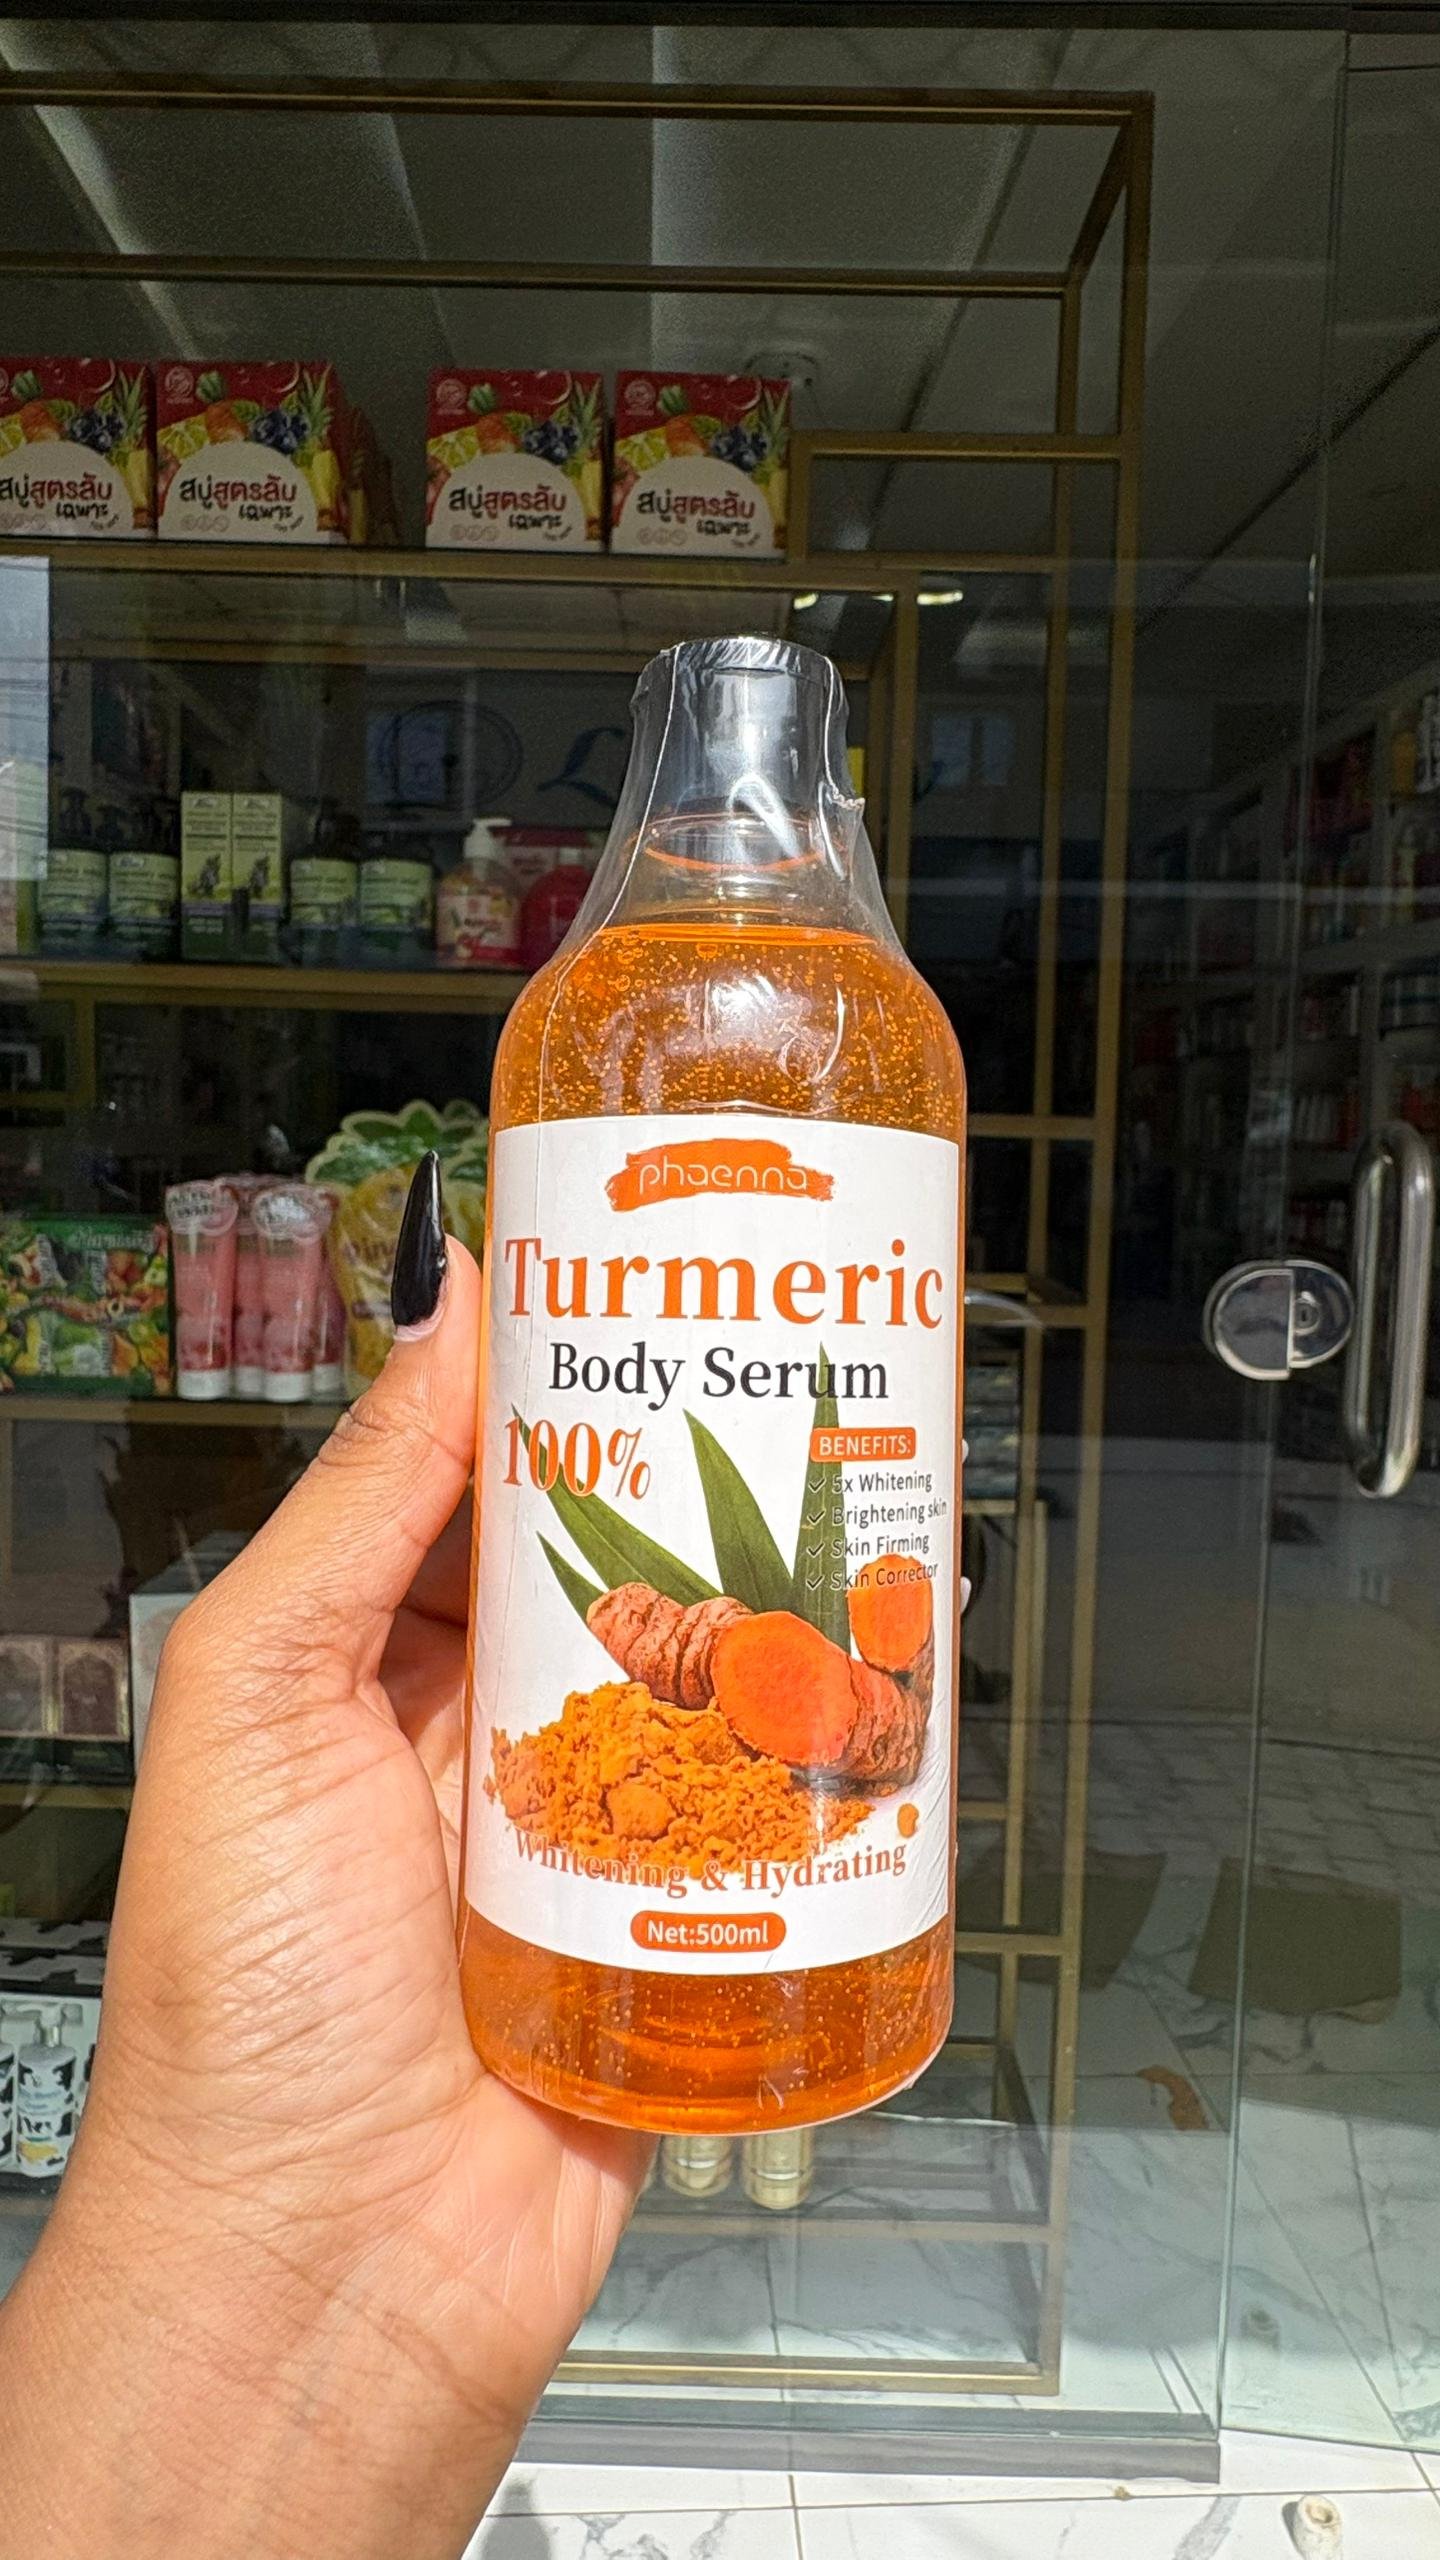 สบู่สูตรลับ
เฉพาะ
สบู่สูตรลับ
เฉพาะ
สบู่สูตรลับ
เฉพาะ
สบู่สูตรลับ
เฉพาะ
phaenna
Turmeric
Body Serum
100%
BENEFITS:
5x Whitening
Brightening skin
Skin Firming
Skin Corrector
Whitening & Hydrating
Net:500ml